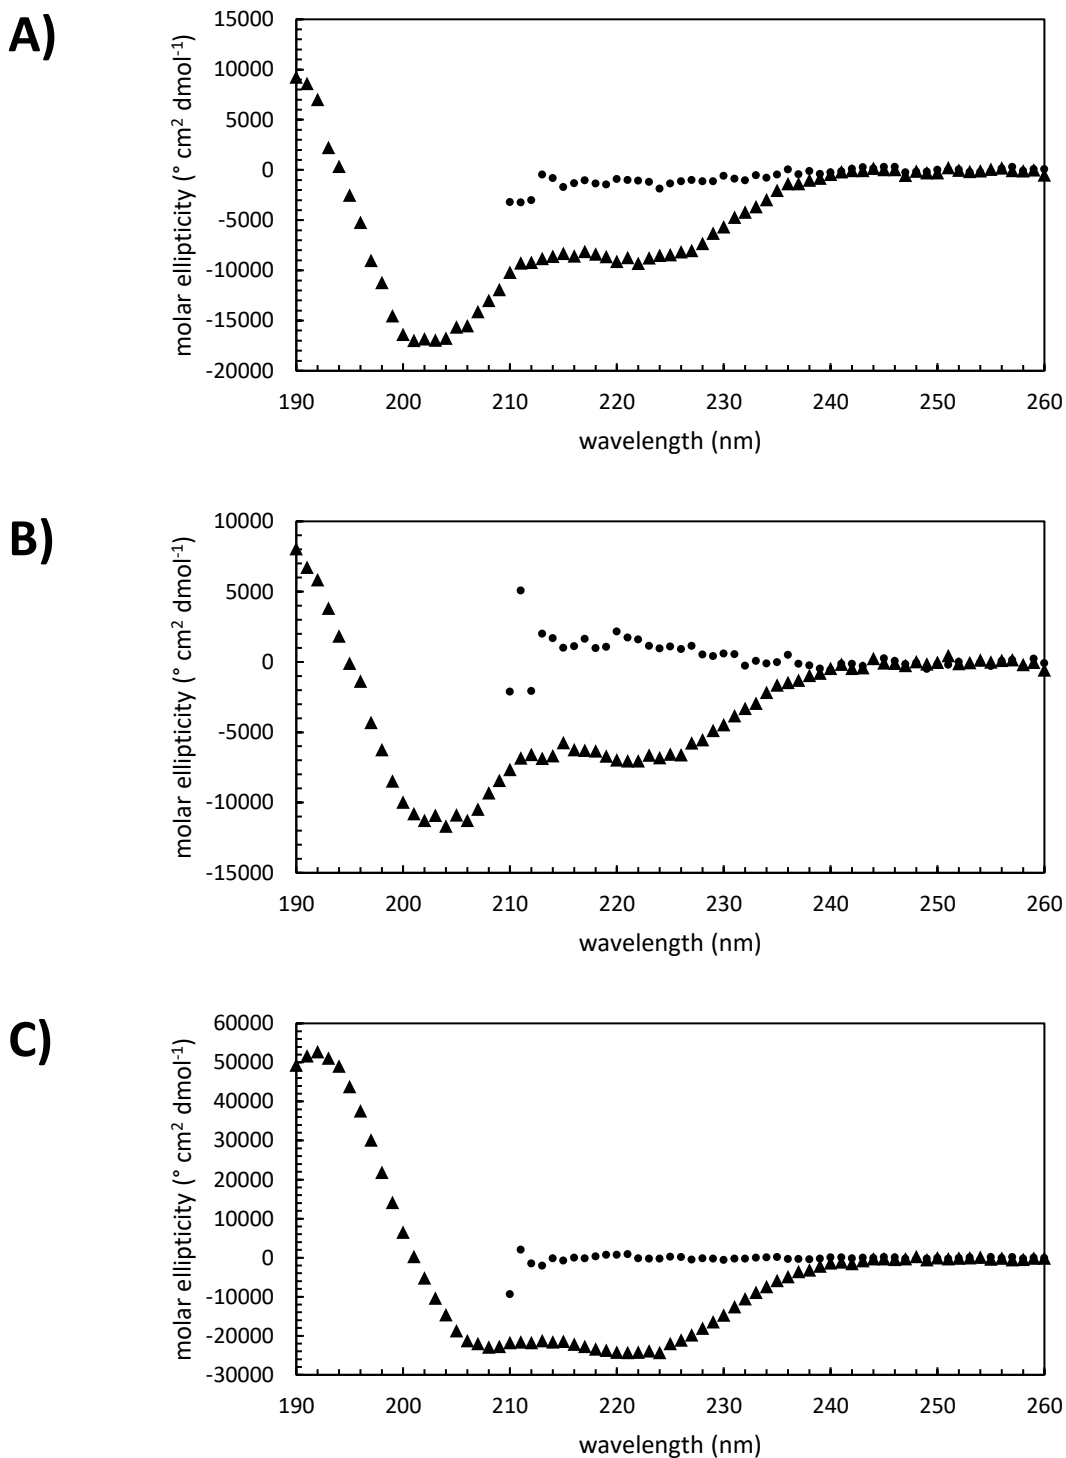 A)
15000
10000
5000
0
-5000
-10000
-15000
-20000
molar ellipticity (° cm² dmol⁻¹)
190 200 210 220 230 240 250 260
wavelength (nm)
B)
10000
5000
0
-5000
-10000
-15000
molar ellipticity (° cm² dmol⁻¹)
190 200 210 220 230 240 250 260
wavelength (nm)
C)
60000
50000
40000
30000
20000
10000
0
-10000
-20000
-30000
molar ellipticity (° cm² dmol⁻¹)
190 200 210 220 230 240 250 260
wavelength (nm)